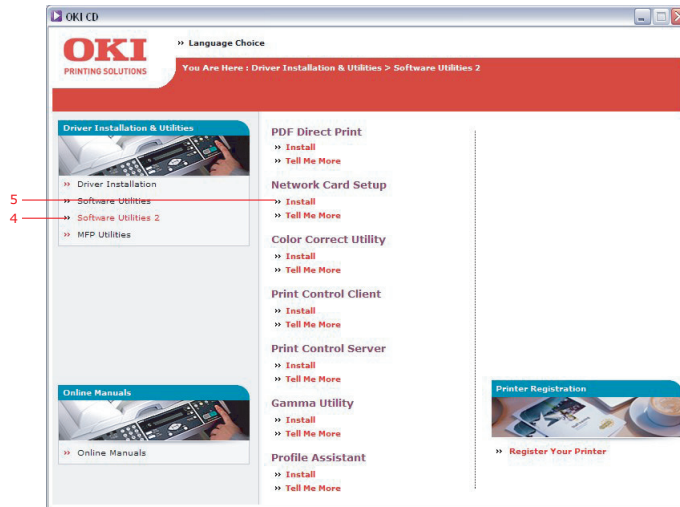 OKI CD
OKI
PRINTING SOLUTIONS
» Language Choice
You Are Here : Driver Installation & Utilities > Software Utilities 2
Driver Installation & Utilities
» Driver Installation
» Software Utilities
» Software Utilities 2
» MFP Utilities
5
4
Online Manuals
» Online Manuals
PDF Direct Print
» Install
» Tell Me More
Network Card Setup
» Install
» Tell Me More
Color Correct Utility
» Install
» Tell Me More
Print Control Client
» Install
» Tell Me More
Print Control Server
» Install
» Tell Me More
Gamma Utility
» Install
» Tell Me More
Profile Assistant
» Install
» Tell Me More
Printer Registration
» Register Your Printer